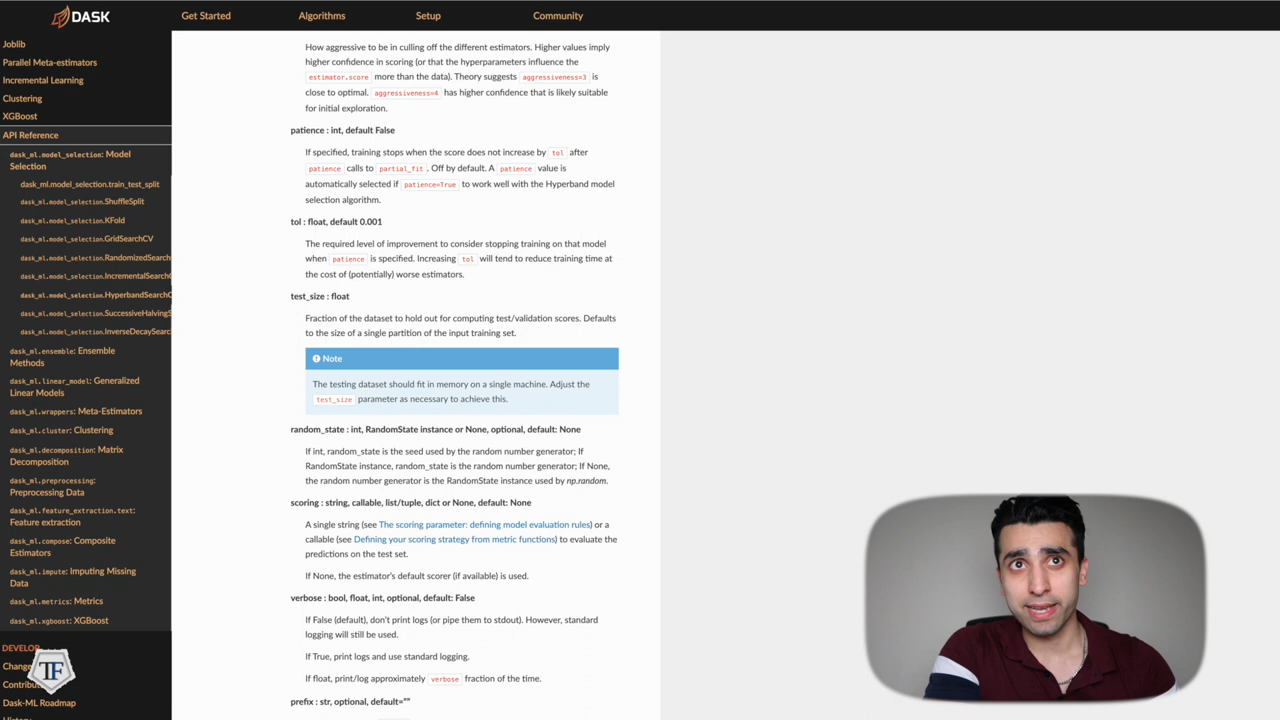 DASK
Get Started
Algorithms
Setup
Community
Joblib
Parallel Meta-estimators
Incremental Learning
Clustering
XGBoost
API Reference
dask_ml.model_selection: Model
Selection
dask_ml.model_selection.train_test_split
dask_ml.model_selection.ShuffleSplit
dask_ml.model_selection.KFold
dask_ml.model_selection.GridSearchCV
dask_ml.model_selection.Randomized
dask_ml.model_selection.IncrementalSearch
dask_ml.model_selection.HyperbandSearch
dask_ml.model_selection.SuccessiveHalving
dask_ml.model_selection.InverseDecaySearc
dask_ml.ensemble: Ensemble
Methods
dask_ml.linear_model: Generalized
Linear Models
dask_ml.wrappers: Meta-Estimators
dask_ml.cluster: Clustering
dask_ml.decomposition: Matrix
Decomposition
dask_ml.preprocessing:
Preprocessing Data
dask_ml.feature_extraction.text:
Feature extraction
dask_ml.compose: Composite
Estimators
dask_ml.impute: Imputing Missing
Data
dask_ml.metrics: Metrics
dask_ml.xgboost: XGBoost
DEVELO
Change
Contribu
Dask-ML Roadmap
TF
How aggressive to be in culling off the different estimators. Higher values imply
higher confidence in scoring (or that the hyperparameters influence the
estimator.score more than the data). Theory suggests aggressiveness=3 is
close to optimal. aggressiveness=4 has higher confidence that is likely suitable
for initial exploration.
patience : int, default False
If specified, training stops when the score does not increase by tol after
patience calls to partial_fit. Off by default. A patience value is
automatically selected if patience=True to work well with the Hyperband model
selection algorithm.
tol : float, default 0.001
The required level of improvement to consider stopping training on that model
when patience is specified. Increasing tol will tend to reduce training time at
the cost of (potentially) worse estimators.
test_size : float
Fraction of the dataset to hold out for computing test/validation scores. Defaults
to the size of a single partition of the input training set.
Note
The testing dataset should fit in memory on a single machine. Adjust the
test_size parameter as necessary to achieve this.
random_state : int, RandomState instance or None, optional, default: None
If int, random_state is the seed used by the random number generator; If
RandomState instance, random_state is the random number generator; If None,
the random number generator is the RandomState instance used by np.random.
scoring : string, callable, list/tuple, dict or None, default: None
A single string (see The scoring parameter: defining model evaluation rules) or a
callable (see Defining your scoring strategy from metric functions) to evaluate the
predictions on the test set.
If None, the estimator's default scorer (if available) is used.
verbose : bool, float, int, optional, default: False
If False (default), don't print logs (or pipe them to stdout). However, standard
logging will still be used.
If True, print logs and use standard logging.
If float, print/log approximately verbose fraction of the time.
prefix : str, optional, default=""